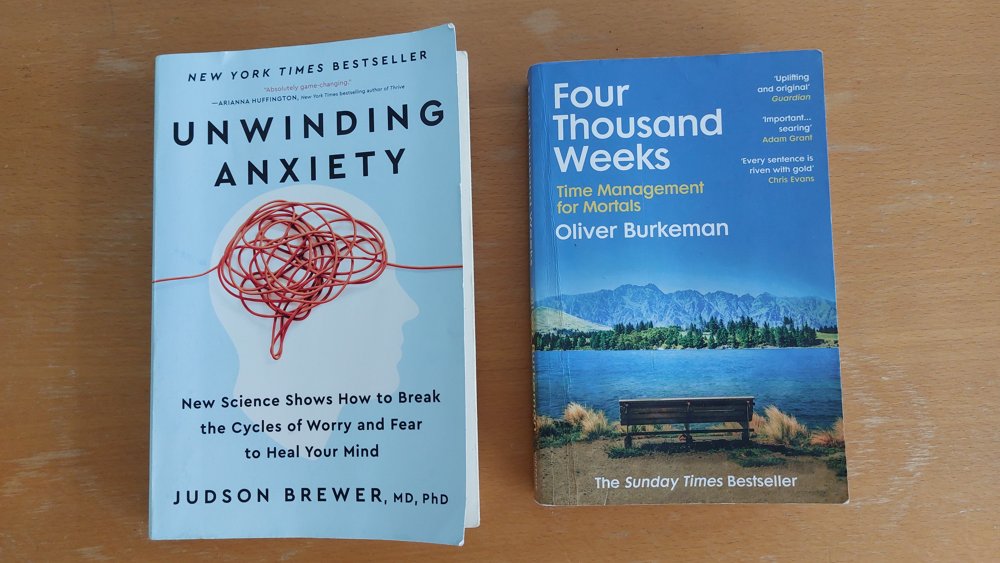 NEW YORK TIMES BESTSELLER
"Absolutely game-changing."
—ARIANNA HUFFINGTON, New York Times bestselling author of Thrive
UNWINDING
ANXIETY
New Science Shows How to Break
the Cycles of Worry and Fear
to Heal Your Mind
JUDSON BREWER, MD, PhD
Four
Thousand
Weeks
Time Management
for Mortals
Oliver Burkeman
'Uplifting
and original'
Guardian
'Important...
searing'
Adam Grant
'Every sentence is
riven with gold'
Chris Evans
The Sunday Times Bestseller